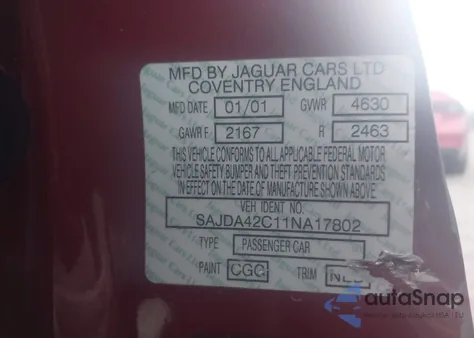 MFD BY JAGUAR CARS LTD
COVENTRY ENGLAND
MFD DATE 01/01 GVWR 4630
GAWR F 2167 R 2463
THIS VEHICLE CONFORMS TO ALL APPLICABLE FEDERAL MOTOR
VEHICLE SAFETY BUMPER AND THEFT PREVENTION STANDARDS
IN EFFECT ON THE DATE OF MANUFACTURE SHOWN ABOVE.
VEH IDENT NO.
SAJDA42C11NA17802
TYPE PASSENGER CAR
PAINT CGG TRIM
autaSnap